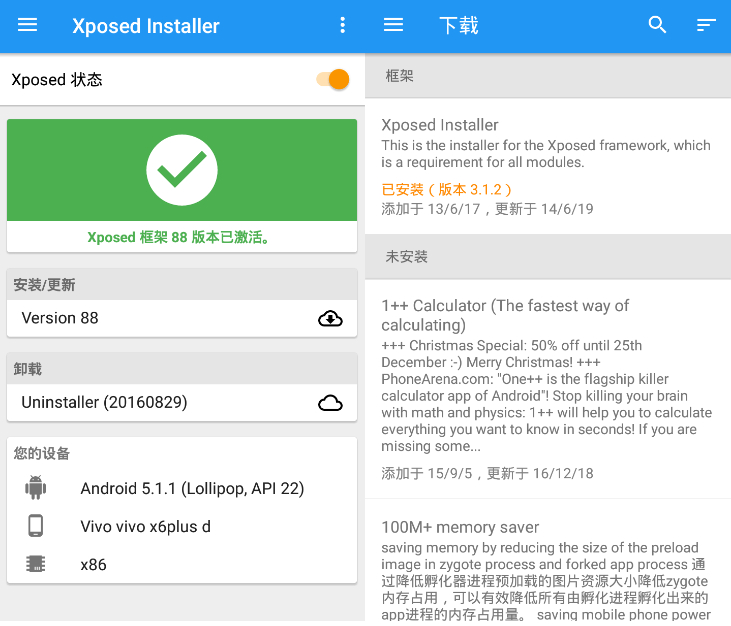 Xposed Installer
Xposed 状态
Xposed 框架 88 版本已激活。
安装/更新
Version 88
卸载
Uninstaller (20160829)
您的设备
Android 5.1.1 (Lollipop, API 22)
Vivo vivo x6plus d
x86
下载
框架
Xposed Installer
This is the installer for the Xposed framework, which
is a requirement for all modules.
已安装（版本 3.1.2）
添加于 13/6/17，更新于 14/6/19
未安装
1++ Calculator (The fastest way of
calculating)
+++ Christmas Special: 50% off until 25th
December :-) Merry Christmas! +++
PhoneArena.com: "One++ is the flagship killer
calculator app of Android"! Stop killing your brain
with math and physics: 1++ will help you to calculate
everything you want to know in seconds! If you are
missing some...
添加于 15/9/5，更新于 16/12/18
100M+ memory saver
saving memory by reducing the size of the preload
image in zygote process and forked app process 通
过降低孵化器进程预加载的图片资源大小降低zygote
内存占用，可以有效降低所有由孵化进程孵化出来的
app进程的内存占用量。 saving mobile phone power